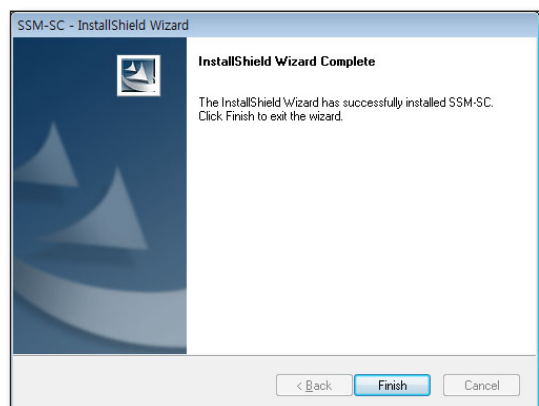 SSM-SC - InstallShield Wizard
InstallShield Wizard Complete
The InstallShield Wizard has successfully installed SSM-SC.
Click Finish to exit the wizard.
< Back
Finish
Cancel